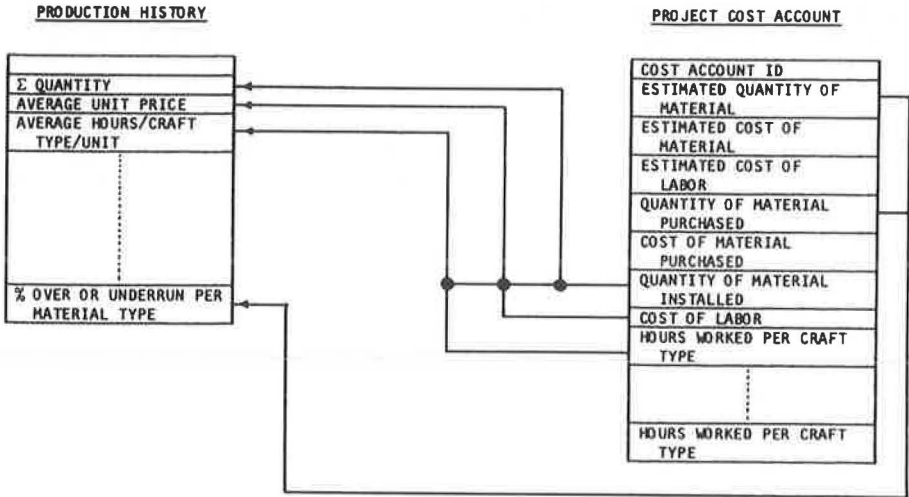 PRODUCTION HISTORY
Σ QUANTITY
AVERAGE UNIT PRICE
AVERAGE HOURS/CRAFT
TYPE/UNIT
% OVER OR UNDERRUN PER
MATERIAL TYPE
PROJECT COST ACCOUNT
COST ACCOUNT ID
ESTIMATED QUANTITY OF
MATERIAL
ESTIMATED COST OF
MATERIAL
ESTIMATED COST OF
LABOR
QUANTITY OF MATERIAL
PURCHASED
COST OF MATERIAL
PURCHASED
QUANTITY OF MATERIAL
INSTALLED
COST OF LABOR
HOURS WORKED PER CRAFT
TYPE
HOURS WORKED PER CRAFT
TYPE